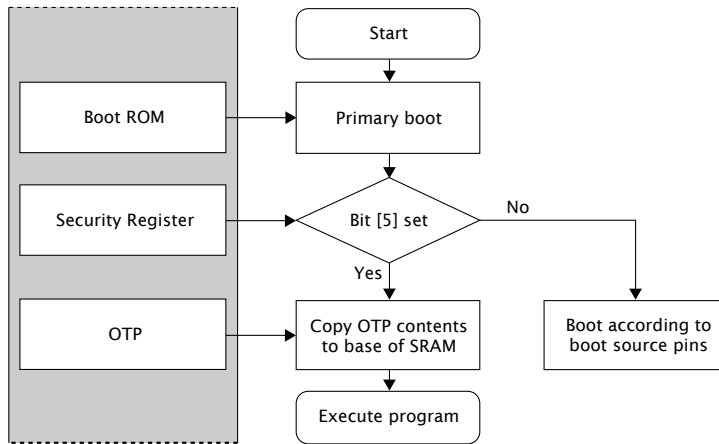 Start
Boot ROM
Primary boot
Security Register
Bit [5] set
No
Yes
OTP
Copy OTP contents
to base of SRAM
Boot according to
boot source pins
Execute program